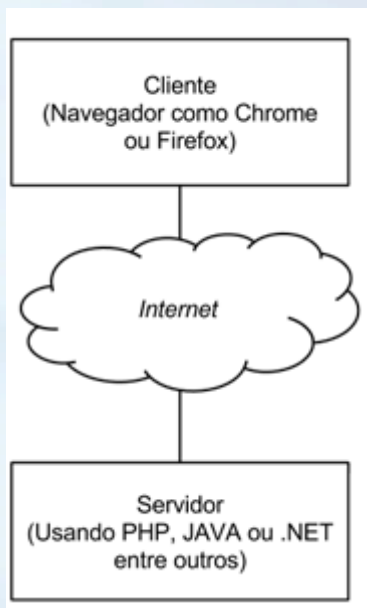 Cliente
(Navegador como Chrome
ou Firefox)
Internet
Servidor
(Usando PHP, JAVA ou .NET
entre outros)